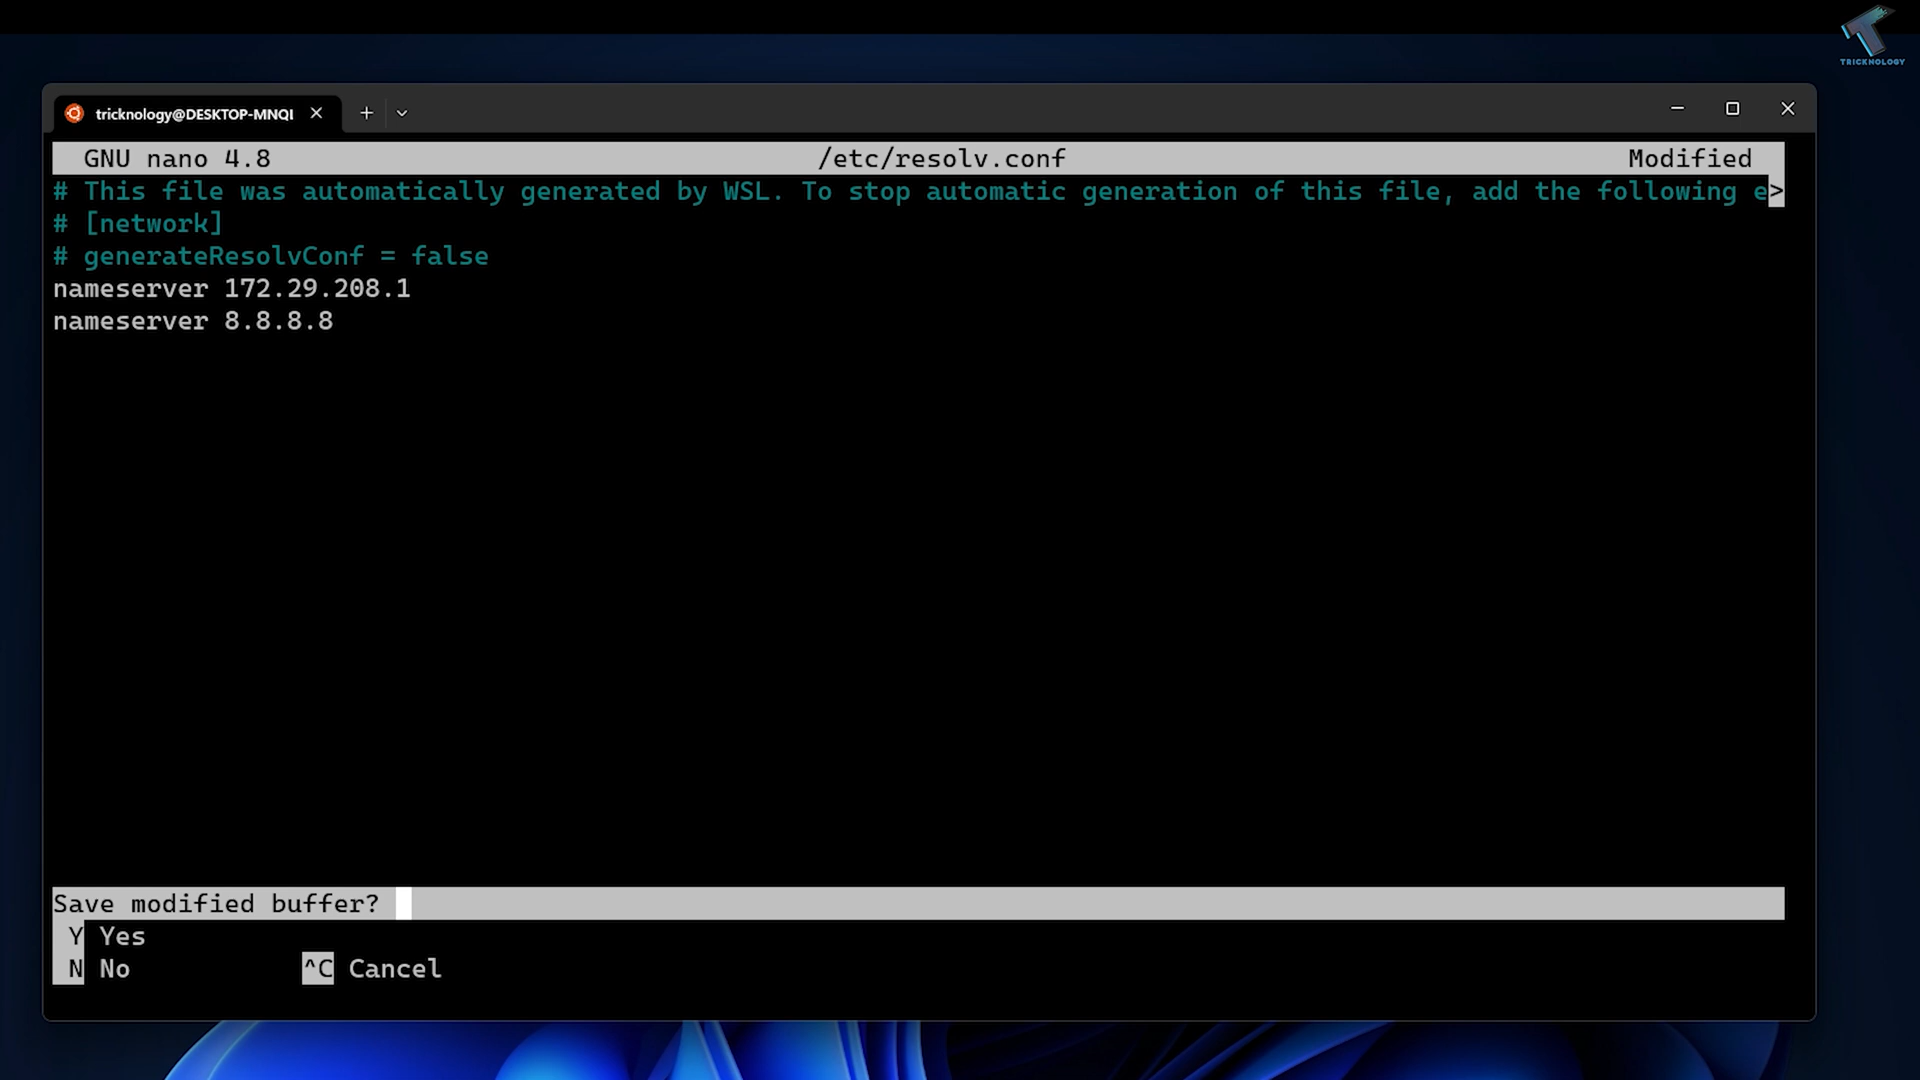 TRICKNOLOGY
tricknology@DESKTOP-MNQI
GNU nano 4.8 /etc/resolv.conf Modified
# This file was automatically generated by WSL. To stop automatic generation of this file, add the following e>
# [network]
# generateResolvConf = false
nameserver 172.29.208.1
nameserver 8.8.8.8
Save modified buffer?
Y Yes
N No ^C Cancel